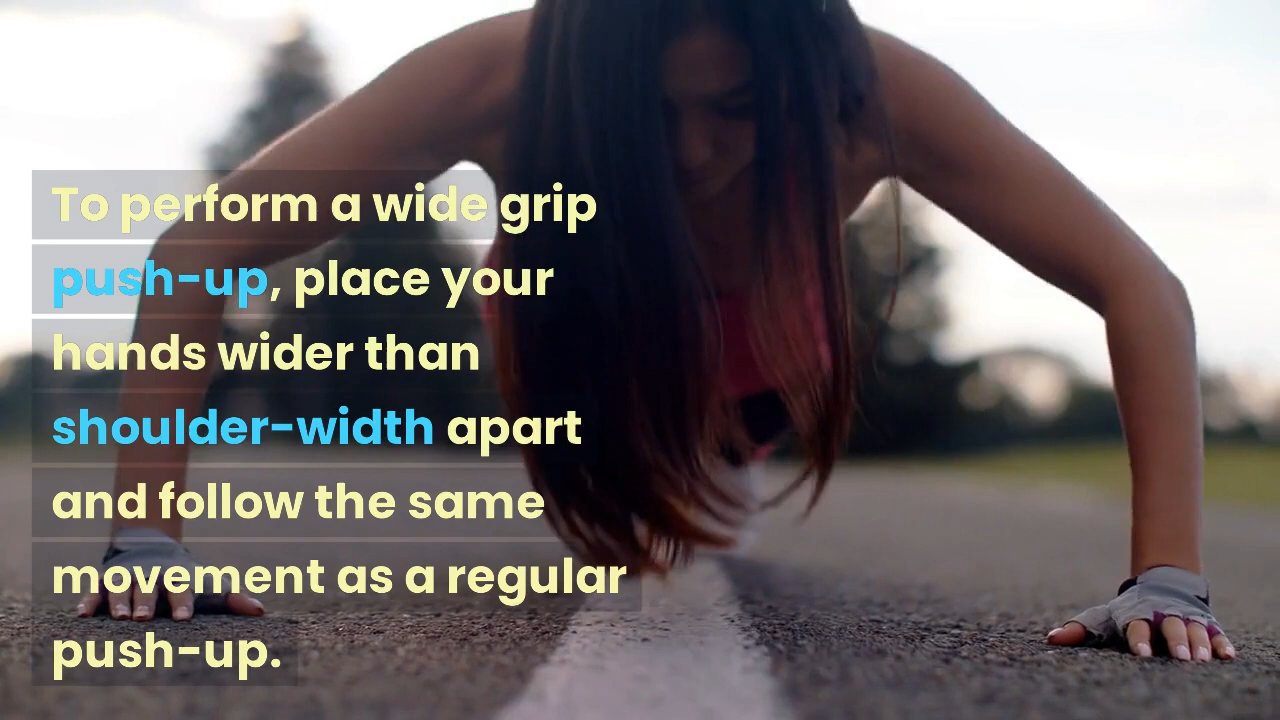 To perform a wide grip
push-up, place your
hands wider than
shoulder-width apart
and follow the same
movement as a regular
push-up.